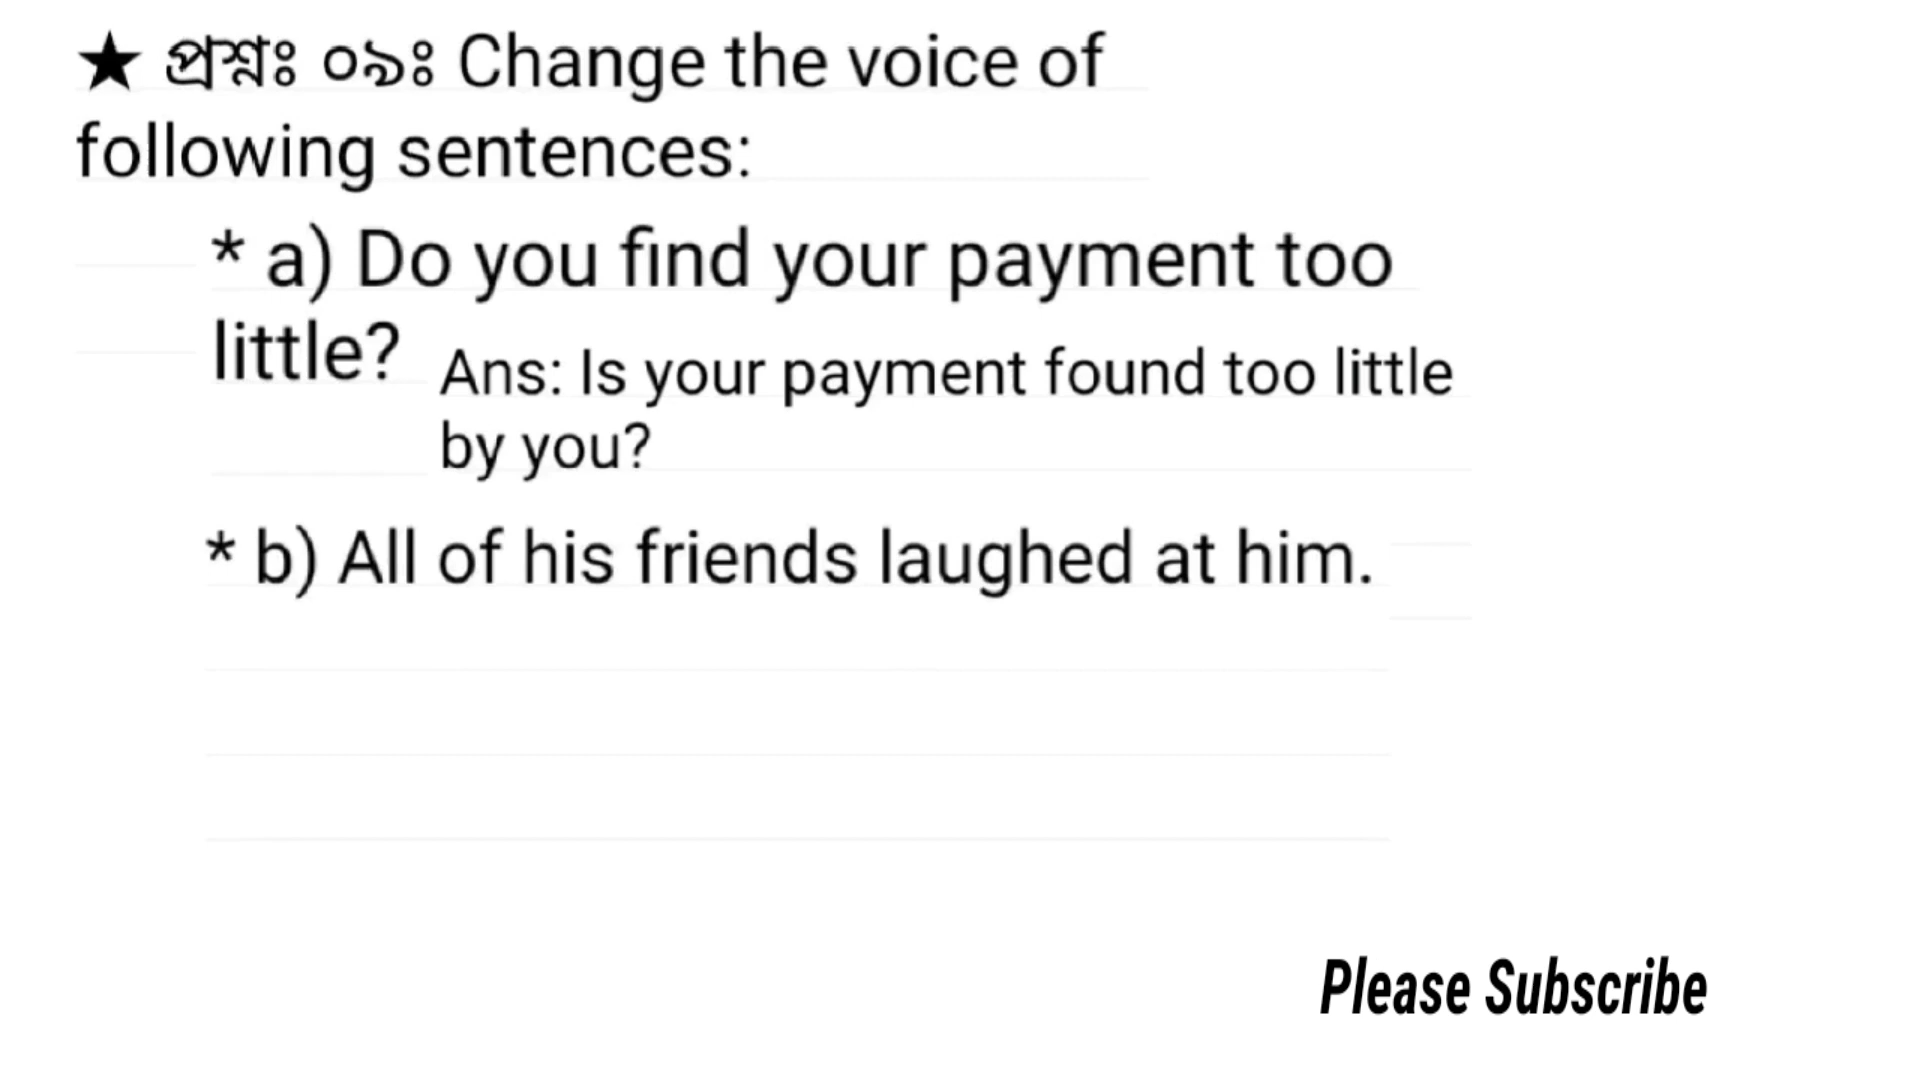 ★ প্রশ্নঃ ০৯ঃ Change the voice of
following sentences:
* a) Do you find your payment too
little?
Ans: Is your payment found too little
by you?
* b) All of his friends laughed at him.
Please Subscribe